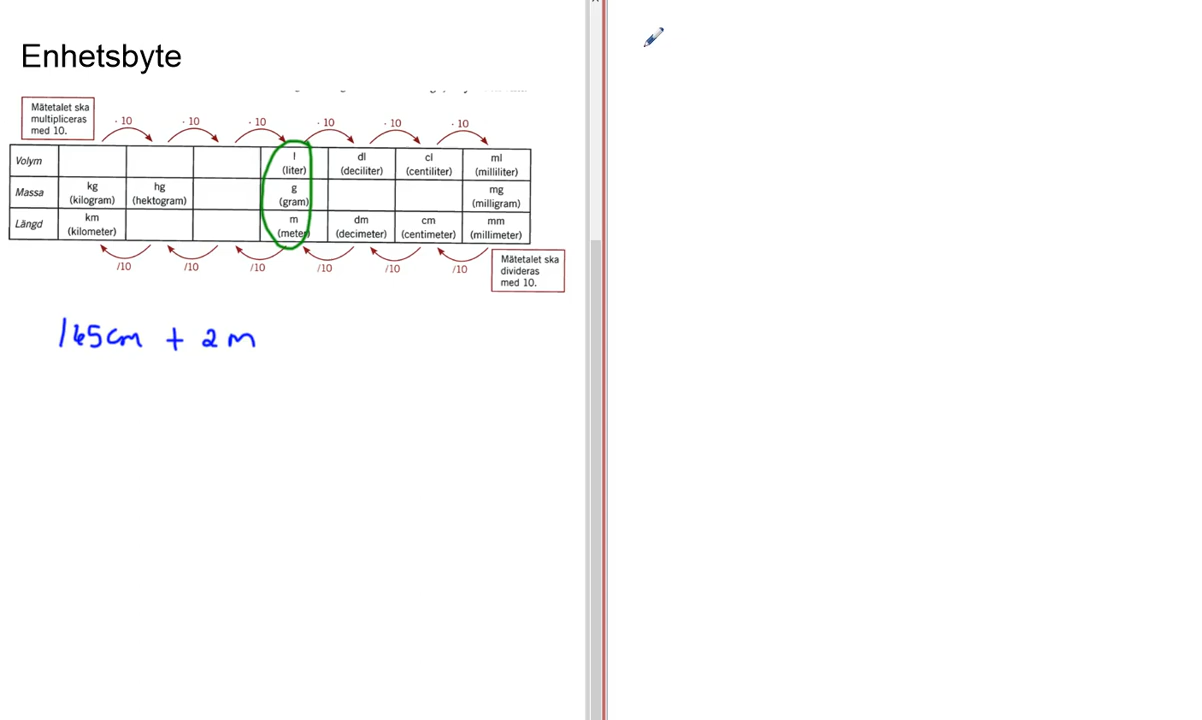 Enhetsbyte
Mätetalet ska
multipliceras
med 10.
· 10 · 10 · 10 · 10 · 10 · 10
Volym l (liter) dl (deciliter) cl (centiliter) ml (milliliter)
Massa kg (kilogram) hg (hektogram) g (gram) mg (milligram)
Längd km (kilometer) m (meter) dm (decimeter) cm (centimeter) mm (millimeter)
/10 /10 /10 /10 /10 /10
Mätetalet ska
divideras
med 10.
165cm + 2m